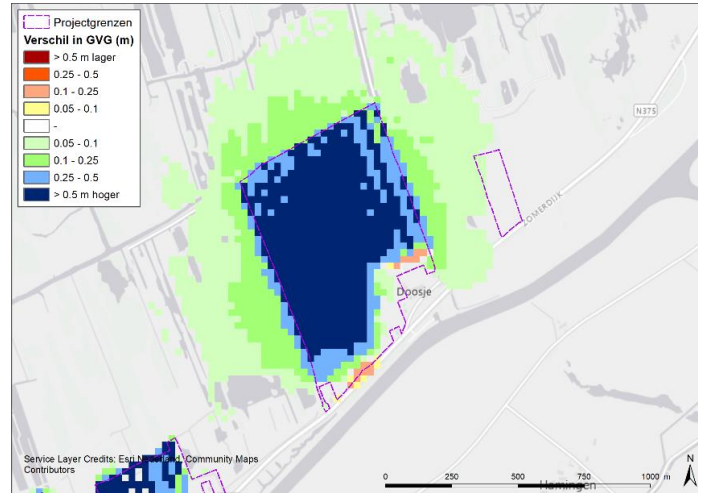 Projectgrenzen
Verschil in GVG (m)
> 0.5 m lager
0.25 - 0.5
0.1 - 0.25
0.05 - 0.1
-
0.05 - 0.1
0.1 - 0.25
0.25 - 0.5
> 0.5 m hoger
N375
ZOMERDIJK
Doosje
Service Layer Credits: Esri Nederland, Community Maps
Contributors
0 250 500 750 1000 m
N
Hamingen